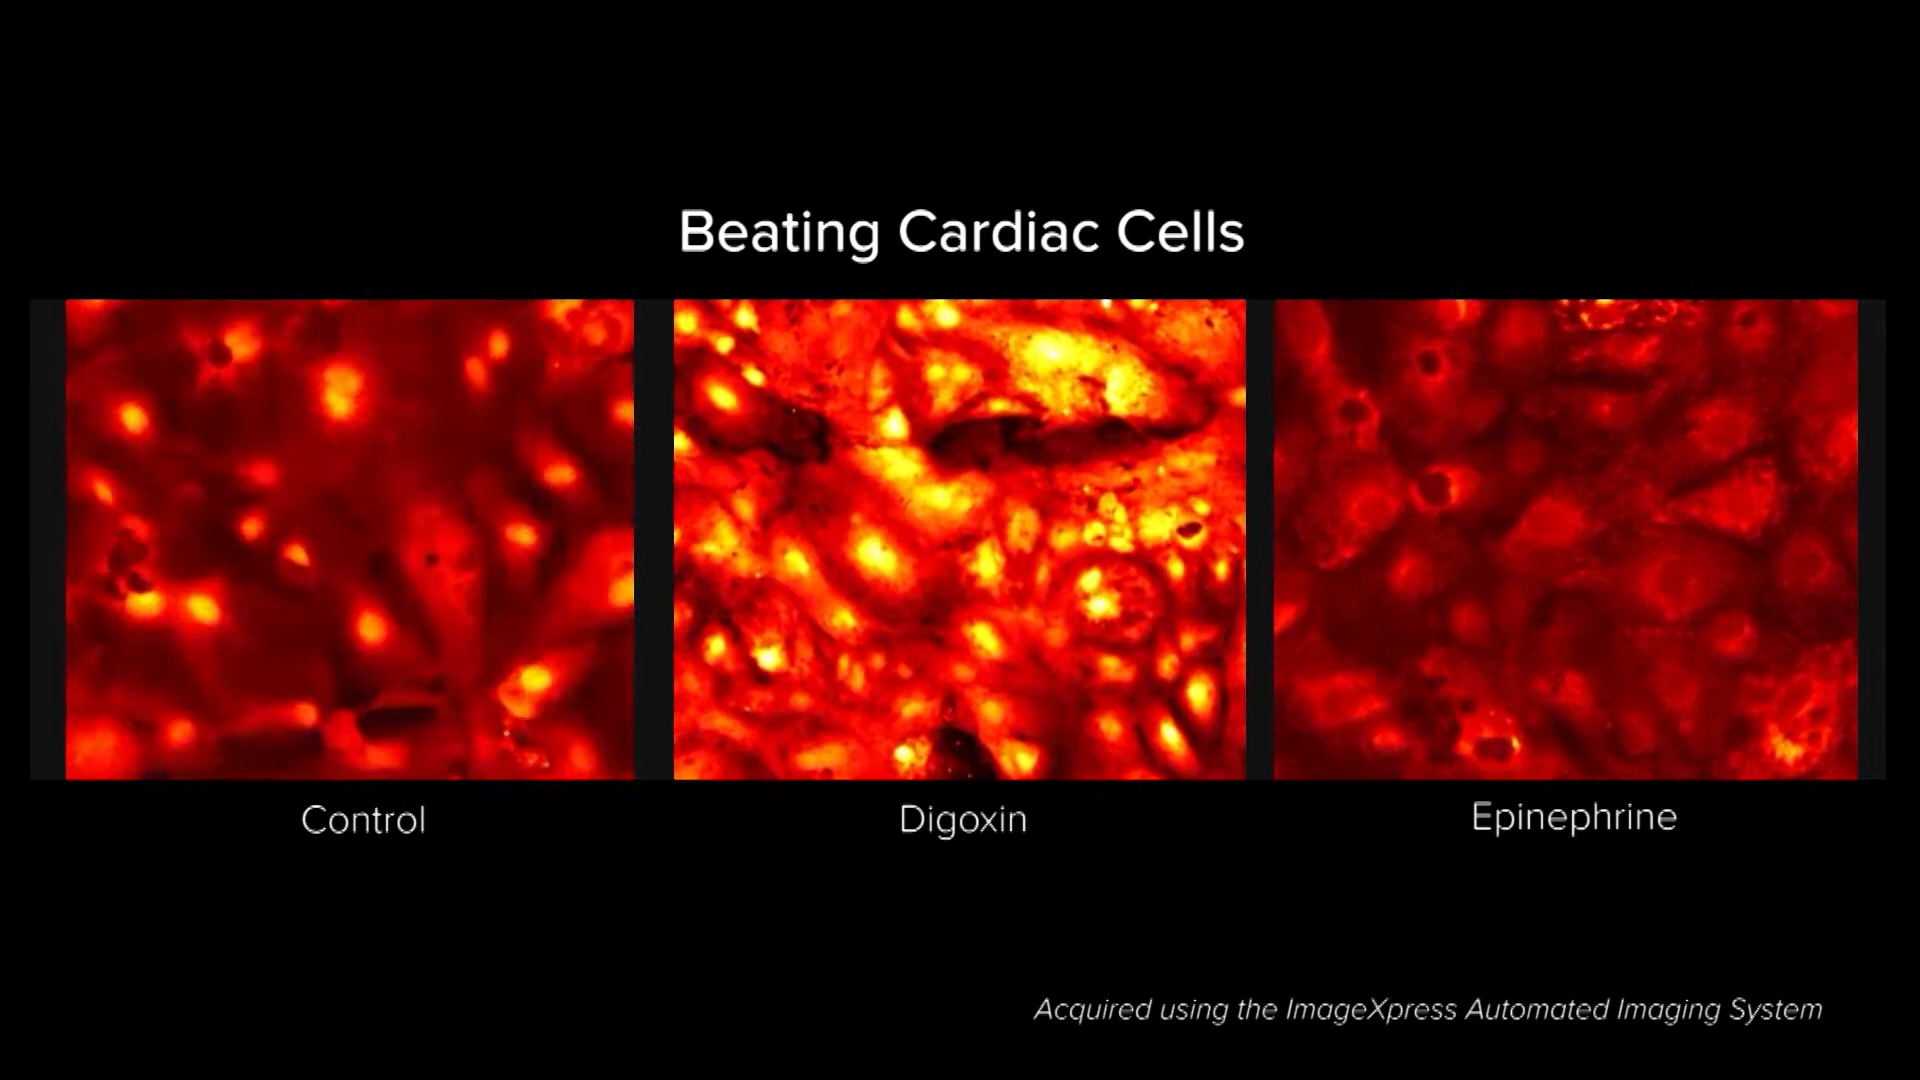 Beating Cardiac Cells
Control
Digoxin
Epinephrine
Acquired using the ImageXpress Automated Imaging System